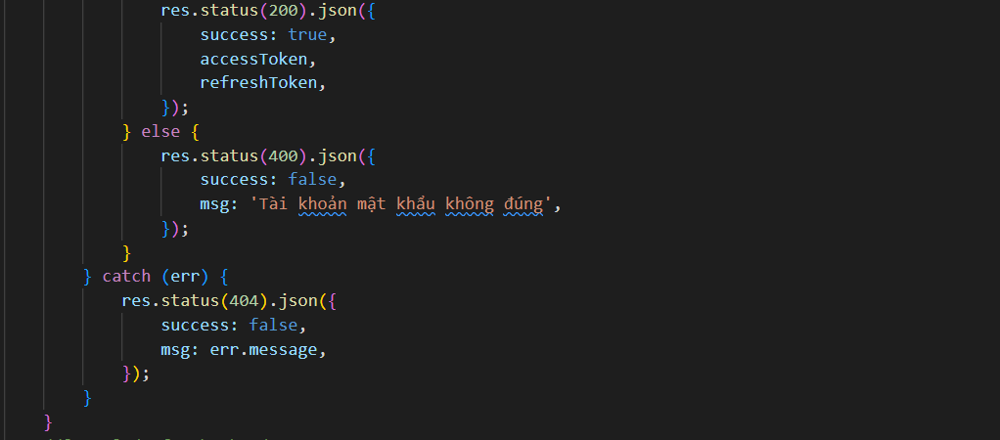 res.status(200).json({
success: true,
accessToken,
refreshToken,
});
} else {
res.status(400).json({
success: false,
msg: 'Tài khoản mật khẩu không đúng',
});
}
} catch (err) {
res.status(404).json({
success: false,
msg: err.message,
});
}
}